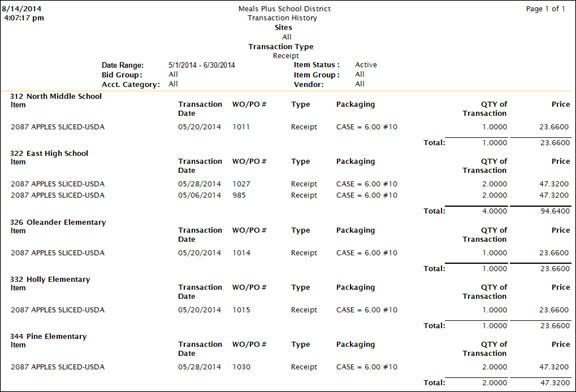 8/14/2014 Meals Plus School District Page 1 of 1
4:07:17 pm Transaction History
Sites
All
Transaction Type
Receipt
Date Range: 5/1/2014 - 6/30/2014 Item Status : Active
Bid Group: All Item Group : All
Acct. Category: All Vendor: All
312 North Middle School
Item Transaction Date WO/PO # Type Packaging QTY of Transaction Price
2087 APPLES SLICED-USDA 05/20/2014 1011 Receipt CASE = 6.00 #10 1.0000 23.6600
Total: 1.0000 23.6600
322 East High School
Item Transaction Date WO/PO # Type Packaging QTY of Transaction Price
2087 APPLES SLICED-USDA 05/28/2014 1027 Receipt CASE = 6.00 #10 2.0000 47.3200
2087 APPLES SLICED-USDA 05/06/2014 985 Receipt CASE = 6.00 #10 2.0000 47.3200
Total: 4.0000 94.6400
326 Oleander Elementary
Item Transaction Date WO/PO # Type Packaging QTY of Transaction Price
2087 APPLES SLICED-USDA 05/20/2014 1014 Receipt CASE = 6.00 #10 1.0000 23.6600
Total: 1.0000 23.6600
332 Holly Elementary
Item Transaction Date WO/PO # Type Packaging QTY of Transaction Price
2087 APPLES SLICED-USDA 05/20/2014 1015 Receipt CASE = 6.00 #10 1.0000 23.6600
Total: 1.0000 23.6600
344 Pine Elementary
Item Transaction Date WO/PO # Type Packaging QTY of Transaction Price
2087 APPLES SLICED-USDA 05/28/2014 1030 Receipt CASE = 6.00 #10 2.0000 47.3200
Total: 2.0000 47.3200